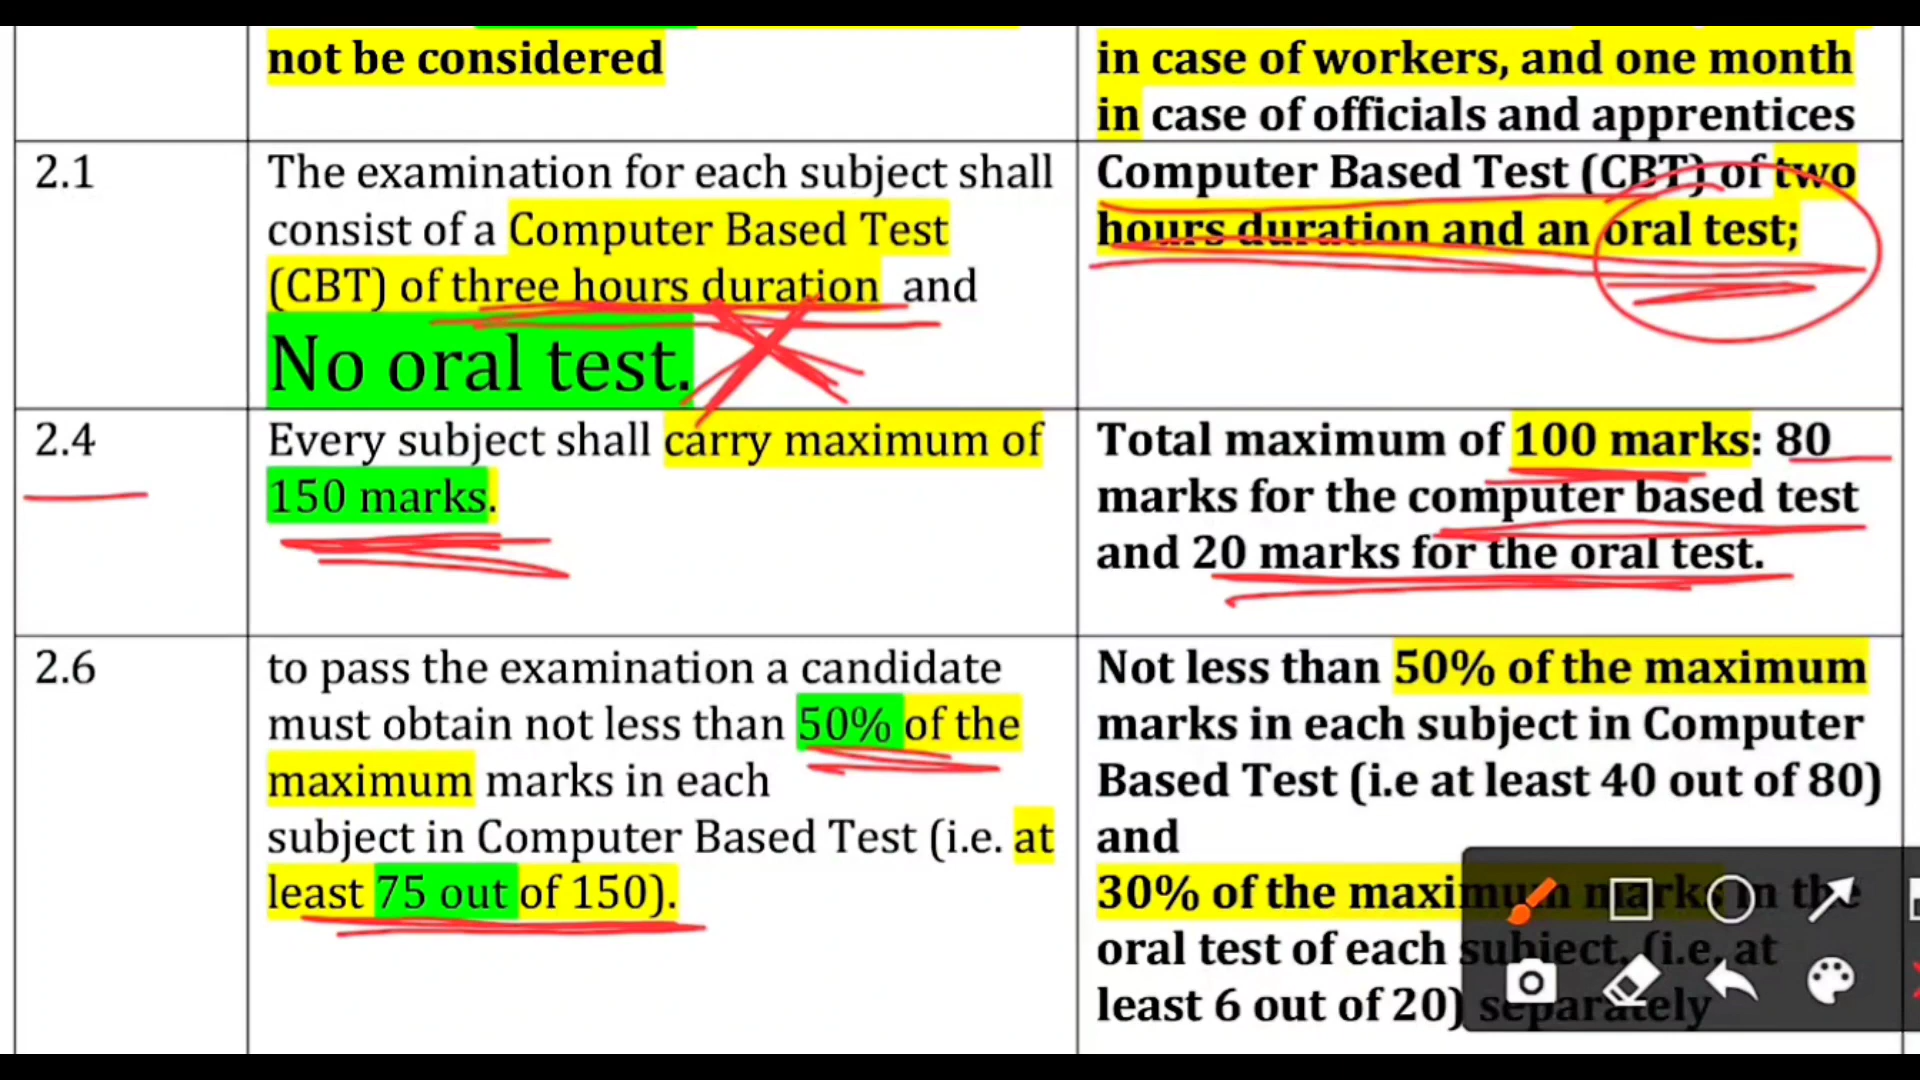 not be considered
in case of workers, and one month
in case of officials and apprentices
2.1
The examination for each subject shall
consist of a Computer Based Test
(CBT) of three hours duration and
No oral test.
Computer Based Test (CBT) of two
hours duration and an oral test;
2.4
Every subject shall carry maximum of
150 marks.
Total maximum of 100 marks: 80
marks for the computer based test
and 20 marks for the oral test.
2.6
to pass the examination a candidate
must obtain not less than 50% of the
maximum marks in each
subject in Computer Based Test (i.e. at
least 75 out of 150).
Not less than 50% of the maximum
marks in each subject in Computer
Based Test (i.e at least 40 out of 80)
and
30% of the maximum marks in the
oral test of each subject. (i.e. at
least 6 out of 20) separately